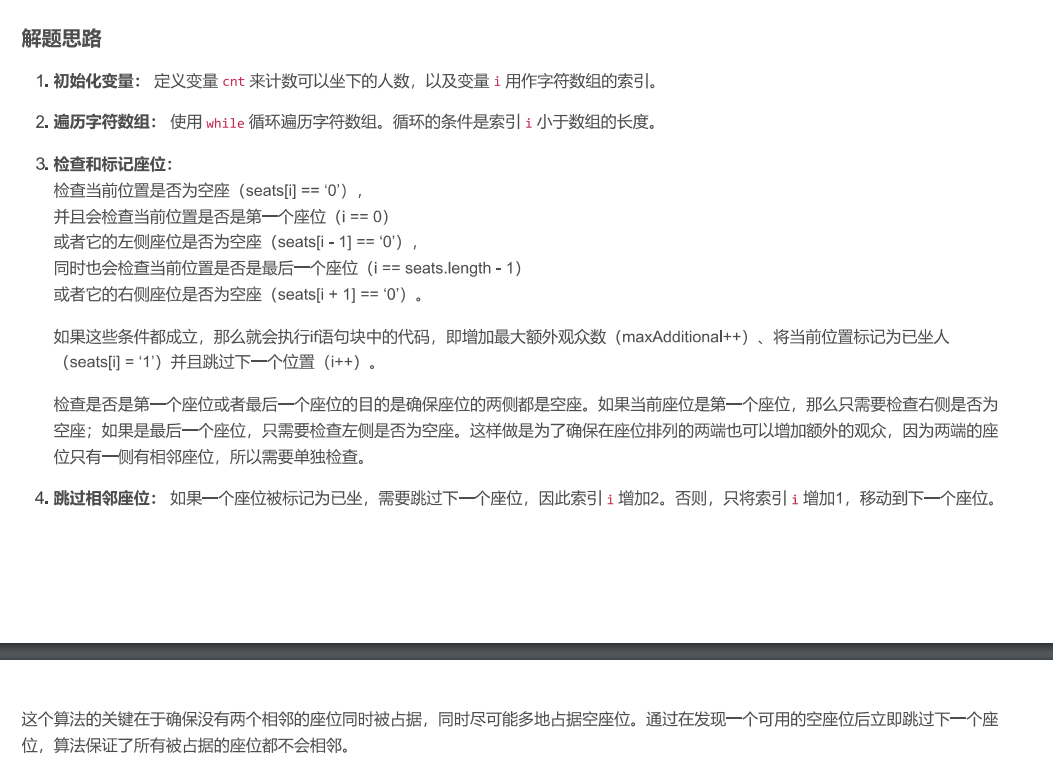 解题思路
1. 初始化变量： 定义变量 cnt 来计数可以坐下的人数，以及变量 i 用作字符数组的索引。
2. 遍历字符数组： 使用 while 循环遍历字符数组。循环的条件是索引 i 小于数组的长度。
3. 检查和标记座位：
检查当前位置是否为空座（seats[i] == ‘0’），
并且会检查当前位置是否是第一个座位（i == 0）
或者它的左侧座位是否为空座（seats[i - 1] == ‘0’），
同时也会检查当前位置是否是最后一个座位（i == seats.length - 1）
或者它的右侧座位是否为空座（seats[i + 1] == ‘0’）。
如果这些条件都成立，那么就会执行if语句块中的代码，即增加最大额外观众数（maxAdditional++）、将当前位置标记为已坐人
（seats[i] = ‘1’）并且跳过下一个位置（i++）。
检查是否是第一个座位或者最后一个座位的目的是确保座位的两侧都是空座。如果当前座位是第一个座位，那么只需要检查右侧是否为
空座；如果是最后一个座位，只需要检查左侧是否为空座。这样做是为了确保在座位排列的两端也可以增加额外的观众，因为两端的座
位只有一侧有相邻座位，所以需要单独检查。
4. 跳过相邻座位： 如果一个座位被标记为已坐，需要跳过下一个座位，因此索引 i 增加2。否则，只将索引 i 增加1，移动到下一个座位。
这个算法的关键在于确保没有两个相邻的座位同时被占据，同时尽可能多地占据空座位。通过在发现一个可用的空座位后立即跳过下一个座
位，算法保证了所有被占据的座位都不会相邻。